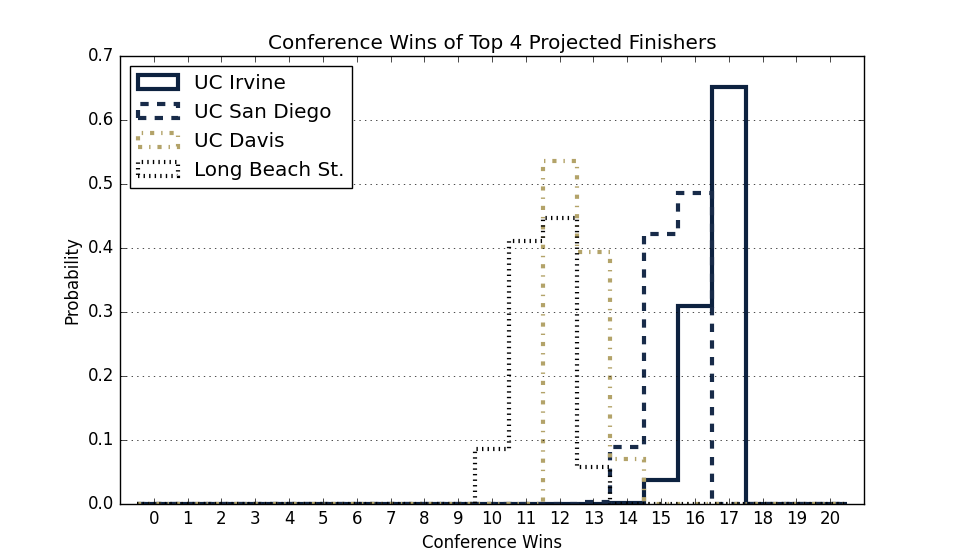 Conference Wins of Top 4 Projected Finishers
0.7
0.6
0.5
0.4
0.3
0.2
0.1
0.0
Probability
UC Irvine
UC San Diego
UC Davis
Long Beach St.
0 1 2 3 4 5 6 7 8 9 10 11 12 13 14 15 16 17 18 19 20
Conference Wins